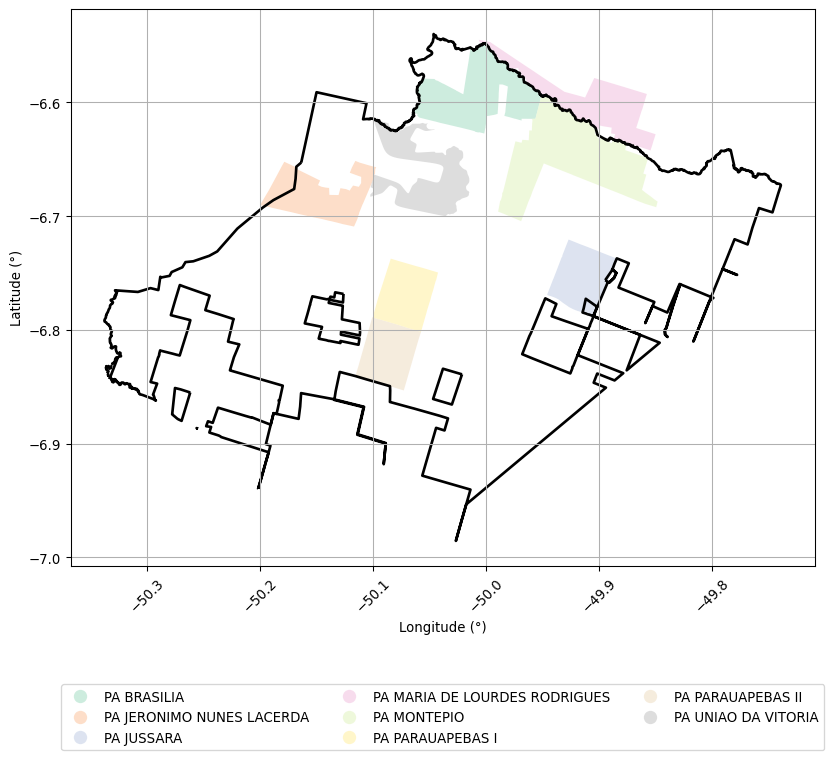 −6.6
−6.7
−6.8
−6.9
−7.0
Latitude (°)
−50.3
−50.2
−50.1
−50.0
−49.9
−49.8
Longitude (°)
PA BRASILIA
PA JERONIMO NUNES LACERDA
PA JUSSARA
PA MARIA DE LOURDES RODRIGUES
PA MONTEPIO
PA PARAUAPEBAS I
PA PARAUAPEBAS II
PA UNIAO DA VITORIA